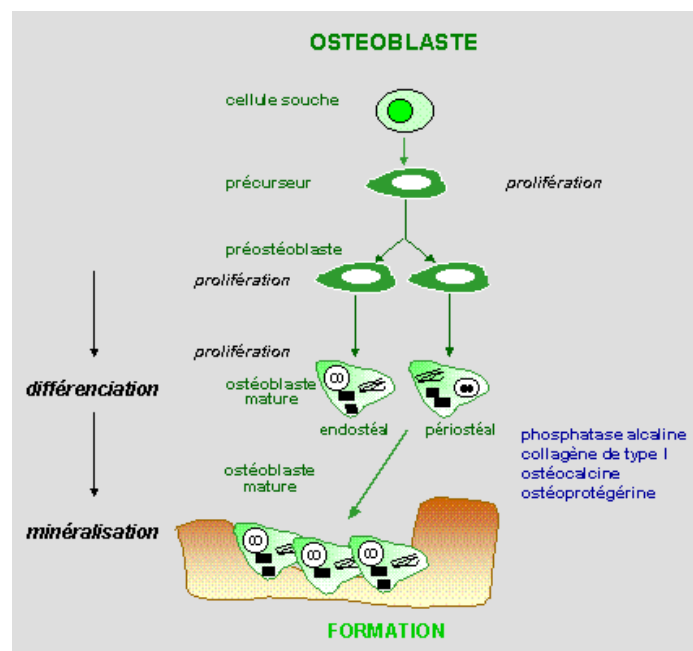 OSTEOBLASTE
cellule souche
précurseur
prolifération
préostéoblaste
prolifération
prolifération
différenciation
ostéoblaste
mature
endostéal
périostéal
phosphatase alcaline
collagène de type I
ostéocalcine
ostéoprotégérine
ostéoblaste
mature
minéralisation
FORMATION